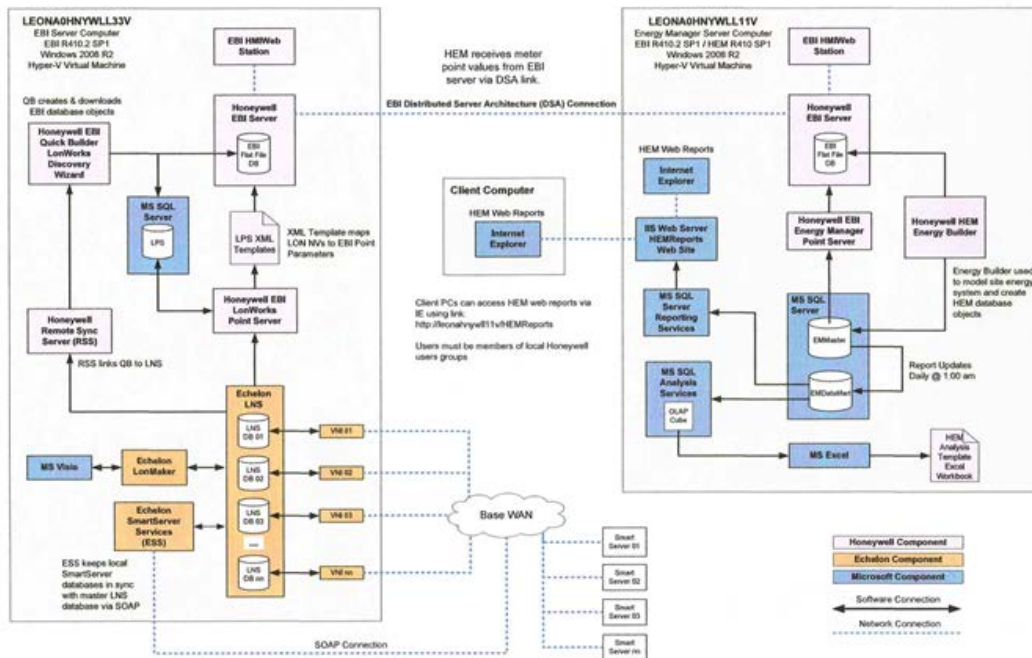 LEONA0HNYWLL33V
EBI Server Computer
EBI R410.2 SP1
Windows 2008 R2
Hyper-V Virtual Machine
EBI HMIWeb
Station
QB creates & downloads
EBI database objects
Honeywell EBI
Quick Builder
LonWorks
Discovery
Wizard
Honeywell
EBI Server
EBI
Flat File
DB
MS SQL
Server
LPS
LPS XML
Templates
XML Template maps
LON NVs to EBI Point
Parameters
Honeywell
Remote Sync
Server (RSS)
Honeywell EBI
LonWorks
Point Server
RSS links QB to LNS
Echelon
LNS
LNS
DB 01
VNI 01
MS Visio
Echelon
LonMaker
LNS
DB 02
VNI 02
Echelon
SmartServer
Services
(ESS)
LNS
DB 03
VNI 03
....
LNS
DB nn
VNI nn
ESS keeps local
SmartServer
databases in sync
with master LNS
database via SOAP
SOAP Connection
HEM receives meter
point values from EBI
server via DSA link.
EBI Distributed Server Architecture (DSA) Connection
Client Computer
HEM Web Reports
Internet
Explorer
Client PCs can access HEM web reports via
IE using link:
http://leonahnywll11v/HEMReports
Users must be members of local Honeywell
users groups
Base WAN
Smart
Server 01
Smart
Server 02
Smart
Server 03
Smart
Server nn
LEONA0HNYWLL11V
Energy Manager Server Computer
EBI R410.2 SP1 / HEM R410 SP1
Windows 2008 R2
Hyper-V Virtual Machine
EBI HMIWeb
Station
Honeywell
EBI Server
EBI
Flat File
DB
HEM Web Reports
Internet
Explorer
IIS Web Server
HEMReports
Web Site
Honeywell EBI
Energy Manager
Point Server
Honeywell HEM
Energy Builder
Energy Builder used
to model site energy
system and create
HEM database
objects
MS SQL
Server
Reporting
Services
MS SQL
Server
EMMaster
EMDataMart
Report Updates
Daily @ 1:00 am
MS SQL
Analysis
Services
OLAP
Cube
MS Excel
HEM
Analysis
Template
Excel
Workbook
Honeywell Component
Echelon Component
Microsoft Component
Software Connection
Network Connection